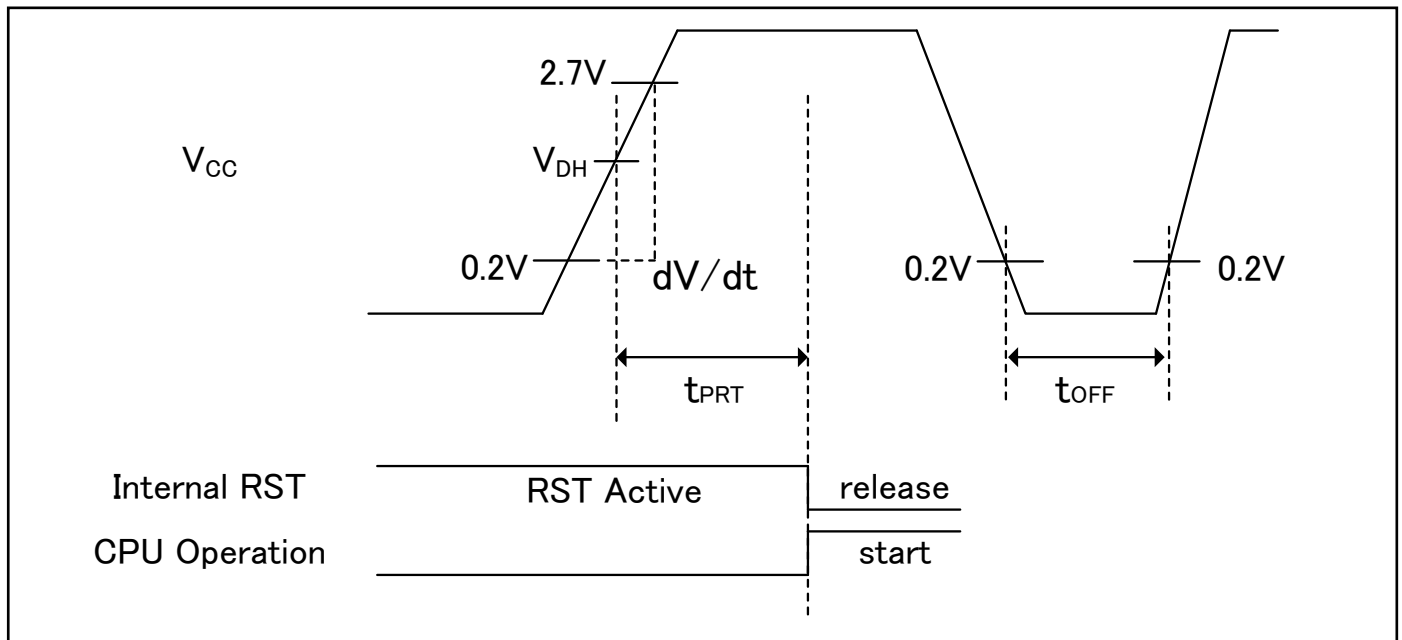 2.7V
VCC
VDH
0.2V
dV/dt
0.2V
0.2V
tPRT
tOFF
Internal RST
RST Active
release
CPU Operation
start